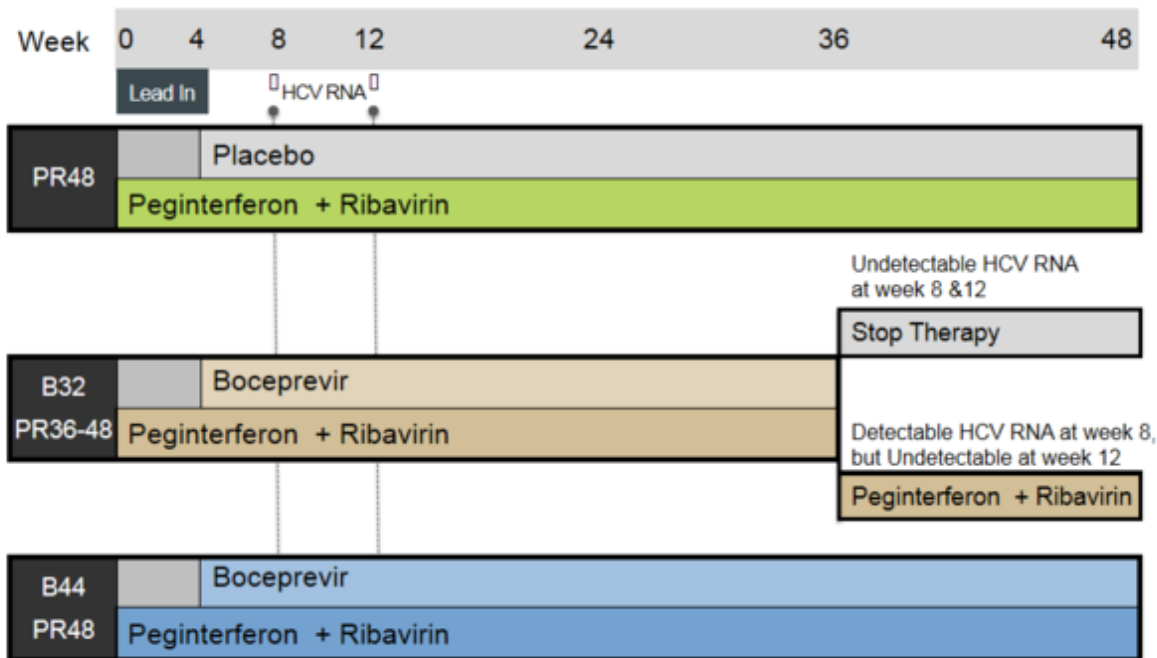 Week 0 4 8 12 24 36 48
Lead In
HCV RNA
PR48
Placebo
Peginterferon + Ribavirin
Undetectable HCV RNA
at week 8 &12
Stop Therapy
B32
PR36-48
Boceprevir
Peginterferon + Ribavirin
Detectable HCV RNA at week 8,
but Undetectable at week 12
Peginterferon + Ribavirin
B44
PR48
Boceprevir
Peginterferon + Ribavirin